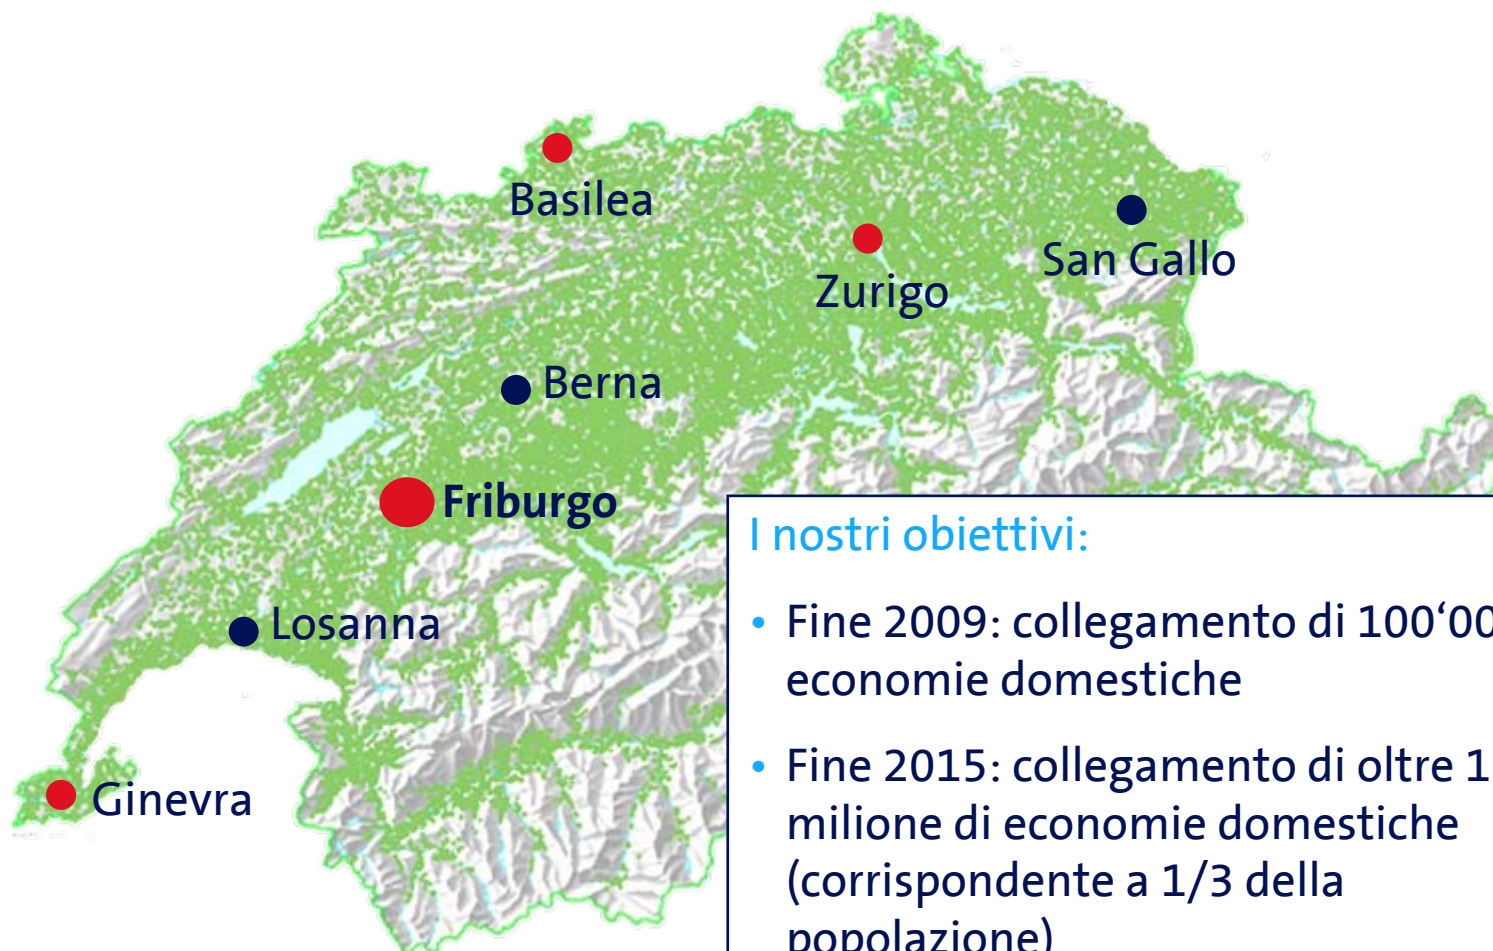 Basilea
San Gallo
Zurigo
Berna
Friburgo
Losanna
Ginevra
I nostri obiettivi:
• Fine 2009: collegamento di 100‘00
economie domestiche
• Fine 2015: collegamento di oltre 1
milione di economie domestiche
(corrispondente a 1/3 della
popolazione)